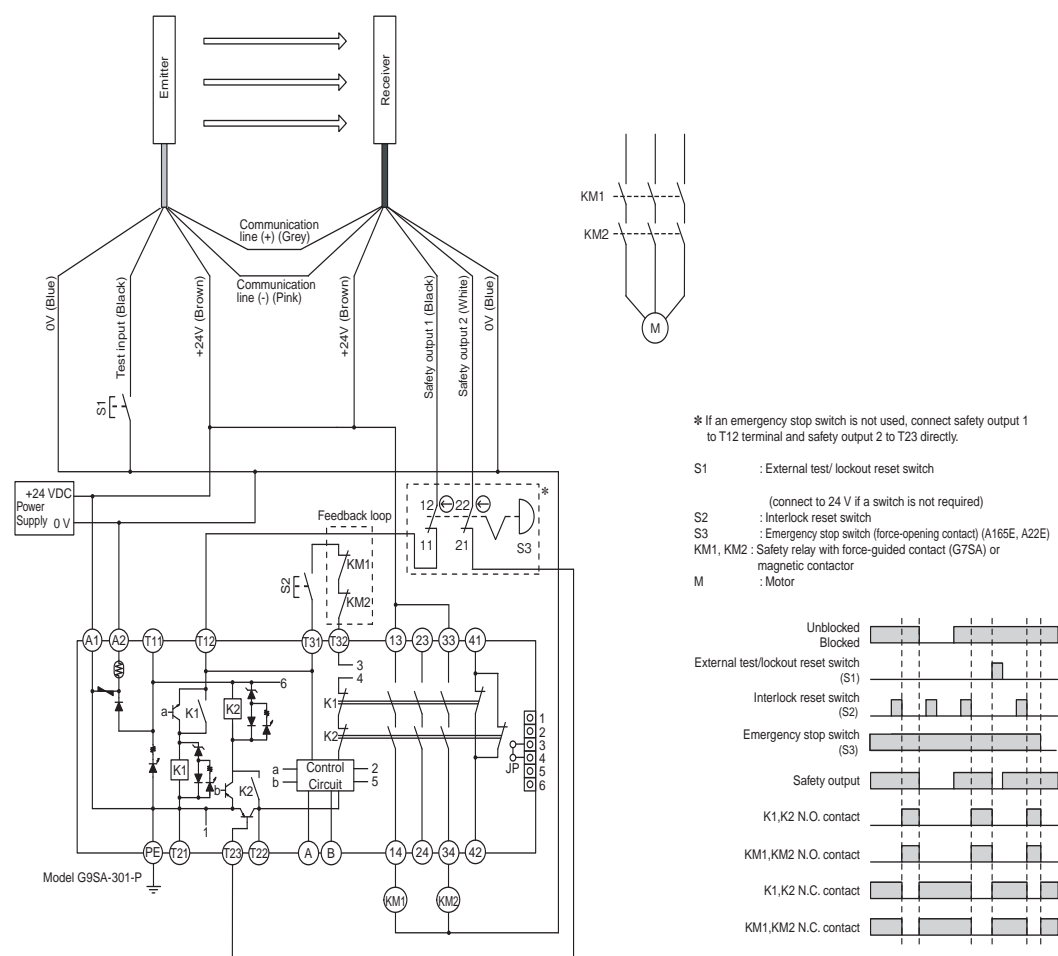 Emitter
Receiver
Communication
line (+) (Grey)
Communication
line (-) (Pink)
0V (Blue)
Test input (Black)
+24V (Brown)
+24V (Brown)
Safety output 1 (Black)
Safety output 2 (White)
0V (Blue)
S1
KM1
KM2
M
+24 VDC
Power
Supply 0 V
Feedback loop
S2
KM1
KM2
12 22
11 21
S3
*
A1 A2 T11 T12 T31 T32 13 23 33 41
3
4
6
a K1 K2
K1
K2
K1
b K2
a Control 2
b Circuit 5
1
JP
1
2
3
4
5
6
PE T21 T23 T22 A B 14 24 34 42
Model G9SA-301-P
KM1 KM2
* If an emergency stop switch is not used, connect safety output 1
to T12 terminal and safety output 2 to T23 directly.
S1 : External test/ lockout reset switch
(connect to 24 V if a switch is not required)
S2 : Interlock reset switch
S3 : Emergency stop switch (force-opening contact) (A165E, A22E)
KM1, KM2 : Safety relay with force-guided contact (G7SA) or
magnetic contactor
M : Motor
Unblocked
Blocked
External test/lockout reset switch
(S1)
Interlock reset switch
(S2)
Emergency stop switch
(S3)
Safety output
K1,K2 N.O. contact
KM1,KM2 N.O. contact
K1,K2 N.C. contact
KM1,KM2 N.C. contact